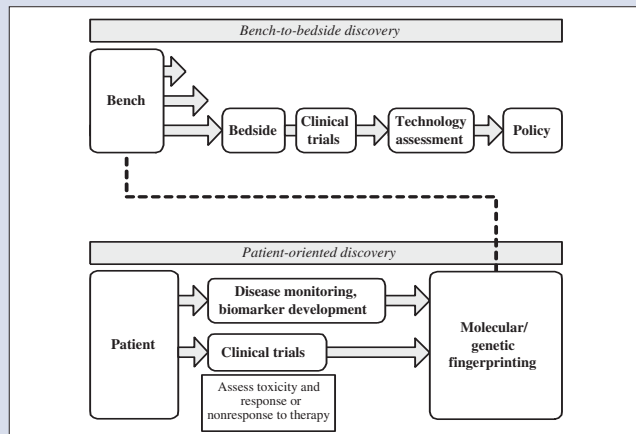 Bench-to-bedside discovery
Bench
Bedside
Clinical
trials
Technology
assessment
Policy
Patient-oriented discovery
Patient
Disease monitoring,
biomarker development
Clinical trials
Assess toxicity and
response or
nonresponse to therapy
Molecular/
genetic
fingerprinting